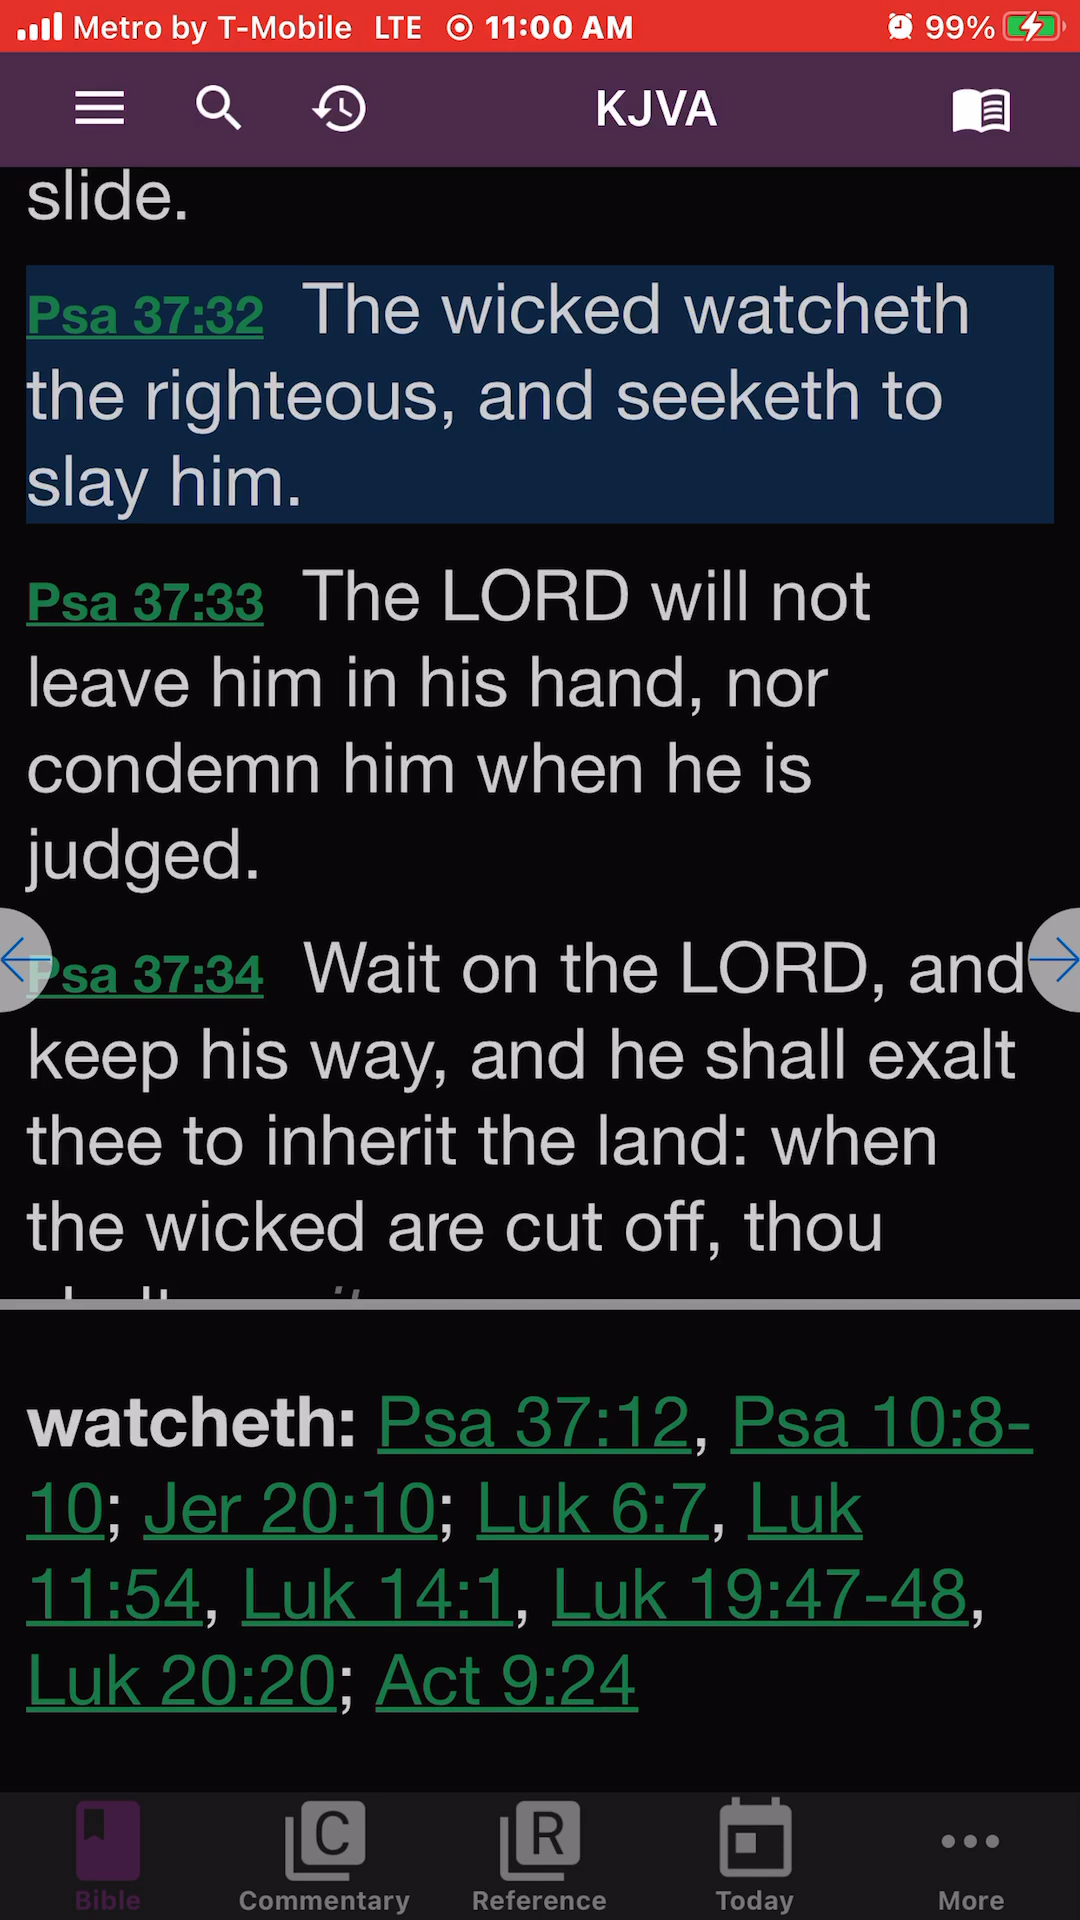 Metro by T-Mobile LTE 11:00 AM 99%
KJVA
slide.
Psa 37:32 The wicked watcheth
the righteous, and seeketh to
slay him.
Psa 37:33 The LORD will not
leave him in his hand, nor
condemn him when he is
judged.
Psa 37:34 Wait on the LORD, and
keep his way, and he shall exalt
thee to inherit the land: when
the wicked are cut off, thou
watcheth: Psa 37:12, Psa 10:8-
10; Jer 20:10; Luk 6:7, Luk
11:54, Luk 14:1, Luk 19:47-48,
Luk 20:20; Act 9:24
C R
Bible Commentary Reference Today More